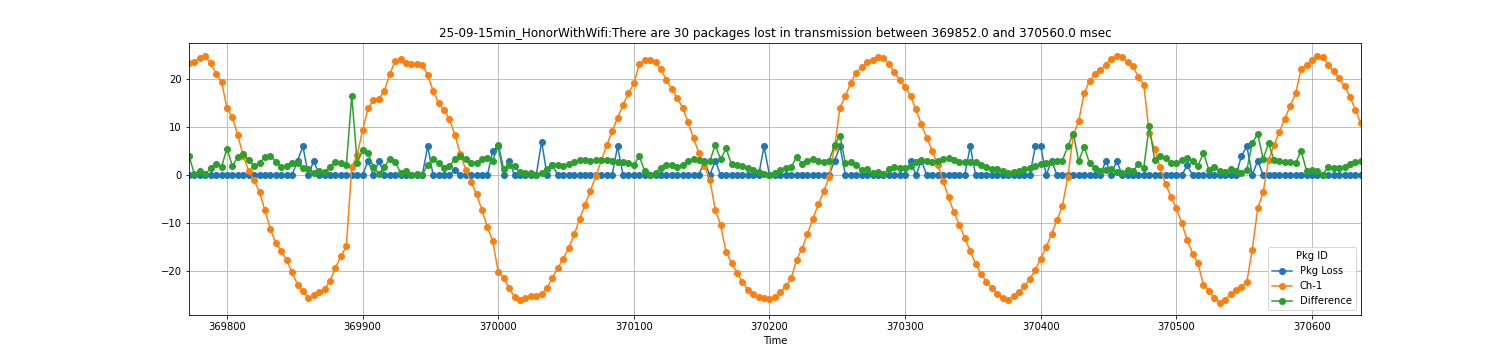 25-09-15min_HonorWithWifi:There are 30 packages lost in transmission between 369852.0 and 370560.0 msec
20
10
0
−10
−20
Pkg ID
Pkg Loss
Ch-1
Difference
369800 369900 370000 370100 370200 370300 370400 370500 370600
Time